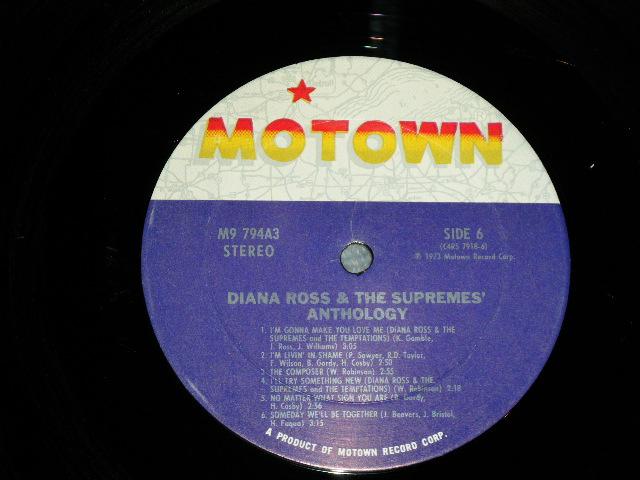 MOTOWN
M9 794A3
STEREO
SIDE 6
(C4RS 7918-6)
℗ 1973 Motown Record Corp.
DIANA ROSS & THE SUPREMES'
ANTHOLOGY
1. I'M GONNA MAKE YOU LOVE ME (DIANA ROSS & THE
SUPREMES and THE TEMPTATIONS) (K. Gamble,
J. Ross, J. Williams) 3:05
2. I'M LIVIN' IN SHAME (P. Sawyer, R.D. Taylor,
F. Wilson, B. Gordy, H. Cosby) 2:50
3. THE COMPOSER (W. Robinson) 2:55
4. I'LL TRY SOMETHING NEW (DIANA ROSS & THE
SUPREMES and THE TEMPTATIONS) (W. Robinson) 2:18
5. NO MATTER WHAT SIGN YOU ARE (B. Gordy,
H. Cosby) 2:56
6. SOMEDAY WE'LL BE TOGETHER (J. Beavers, J. Bristol,
H. Fuqua) 3:15
A PRODUCT OF MOTOWN RECORD CORP.